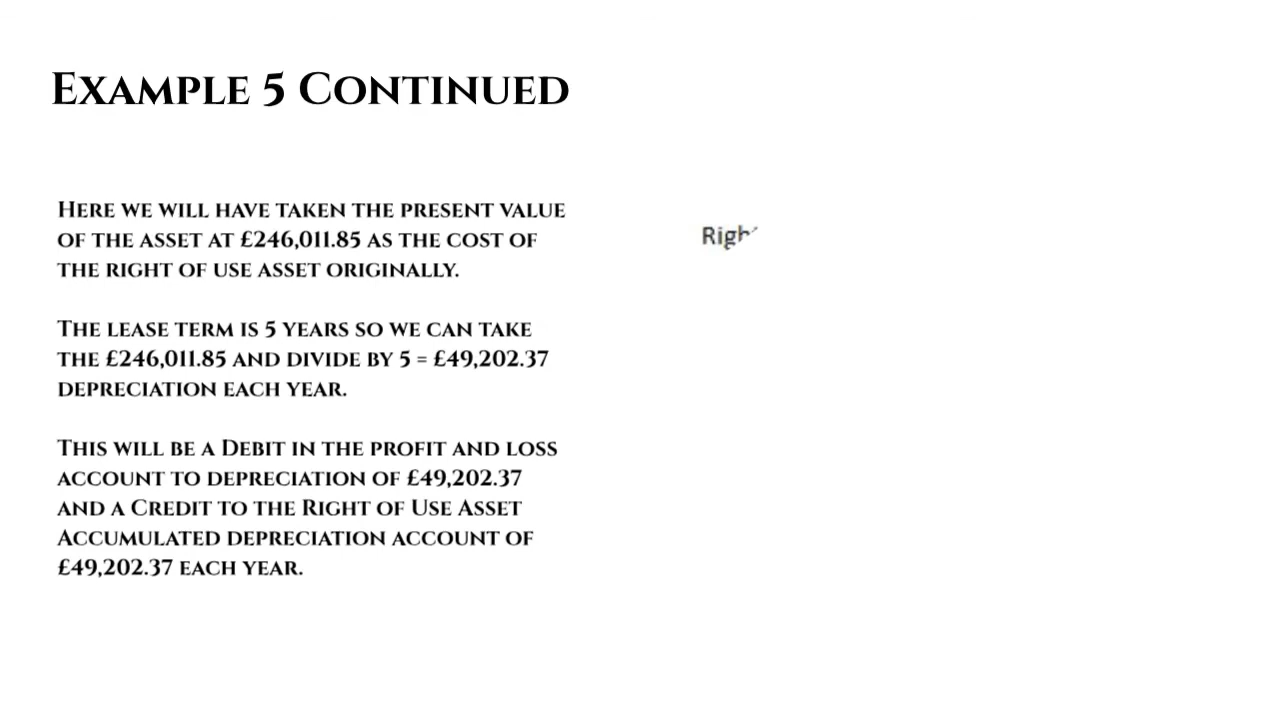 Example 5 Continued
Here we will have taken the present value
of the asset at £246,011.85 as the cost of
the right of use asset originally.
The lease term is 5 years so we can take
the £246,011.85 and divide by 5 = £49,202.37
depreciation each year.
This will be a Debit in the profit and loss
account to depreciation of £49,202.37
and a Credit to the Right of Use Asset
Accumulated depreciation account of
£49,202.37 each year.